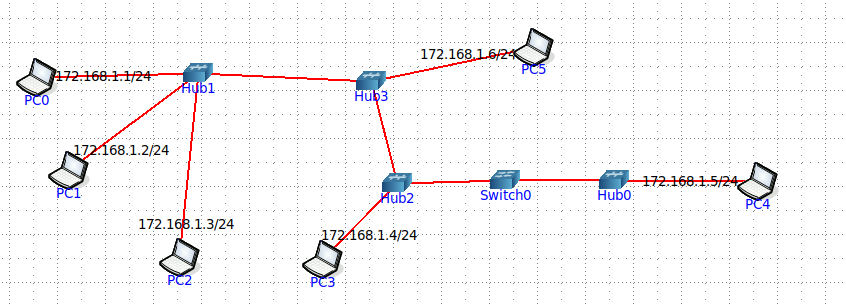 172.168.1.6/24
PC5
172.168.1.1/24
PC0
Hub1
Hub3
172.168.1.2/24
PC1
Hub2
Switch0
Hub0
172.168.1.5/24
PC4
172.168.1.3/24
PC2
172.168.1.4/24
PC3